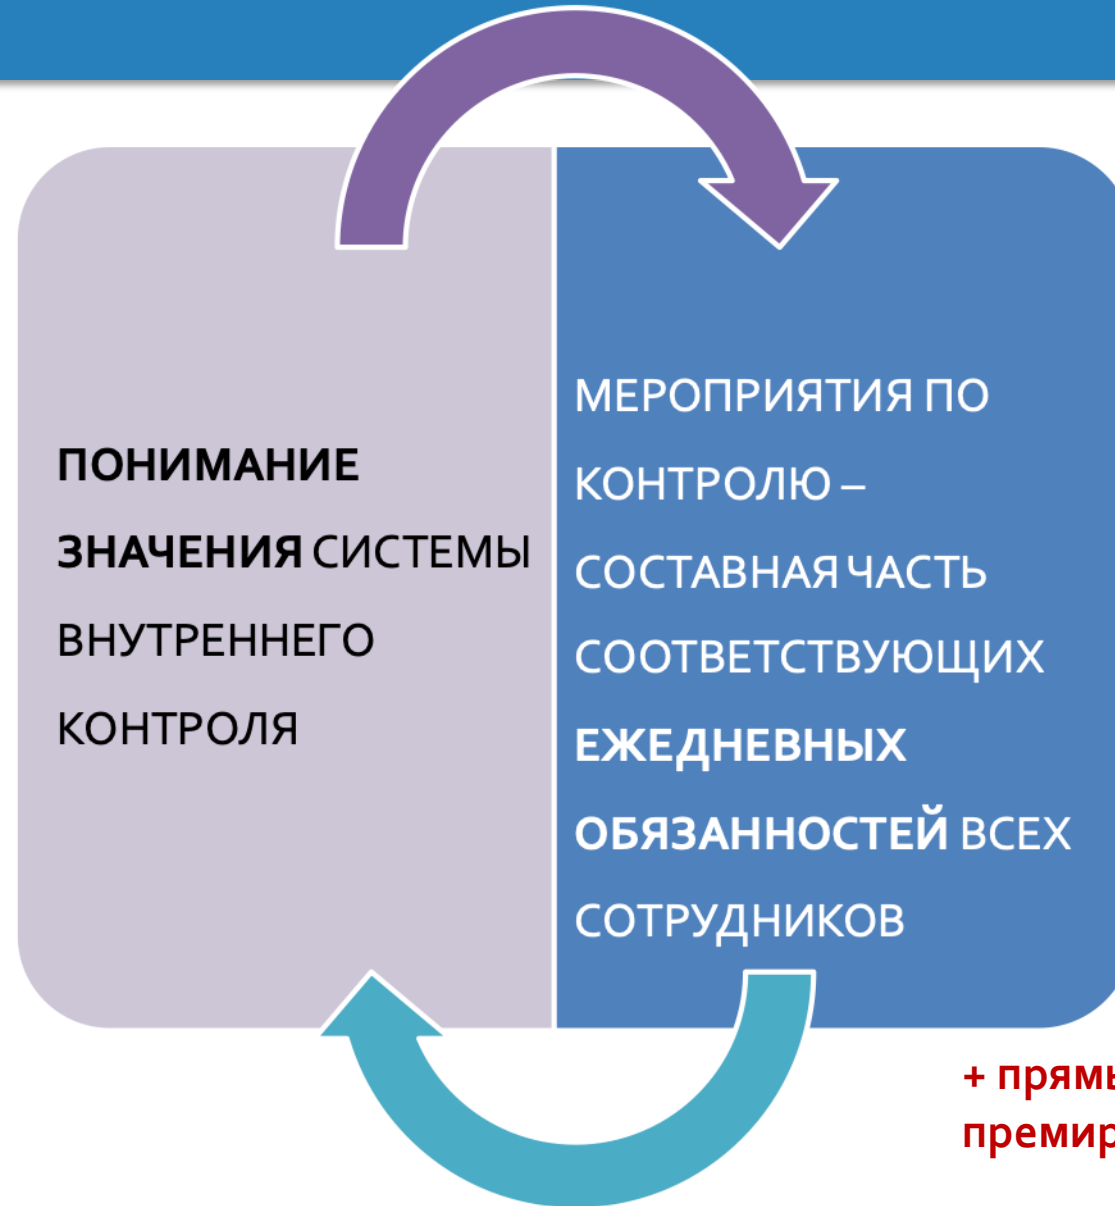 ПОНИМАНИЕ
ЗНАЧЕНИЯ СИСТЕМЫ
ВНУТРЕННЕГО
КОНТРОЛЯ
МЕРОПРИЯТИЯ ПО
КОНТРОЛЮ –
СОСТАВНАЯ ЧАСТЬ
СООТВЕТСТВУЮЩИХ
ЕЖЕДНЕВНЫХ
ОБЯЗАННОСТЕЙ ВСЕХ
СОТРУДНИКОВ
+